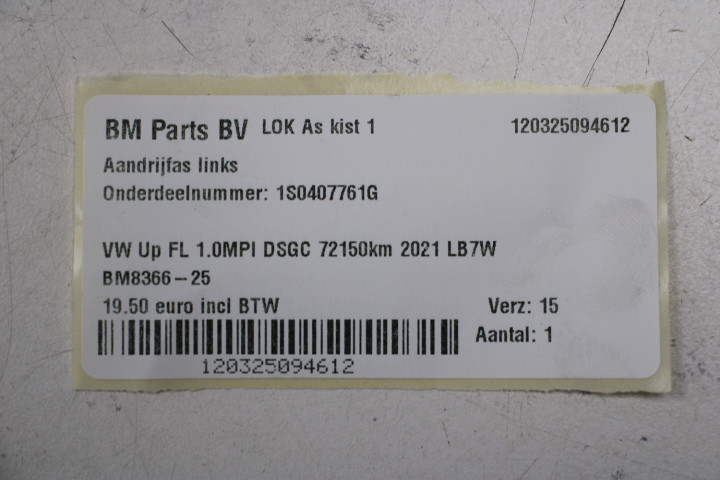 BM Parts BV LOK As kist 1 120325094612
Aandrijfas links
Onderdeelnummer: 1S0407761G
VW Up FL 1.0MPI DSGC 72150km 2021 LB7W
BM8366-25
19.50 euro incl BTW Verz: 15
Aantal: 1
120325094612